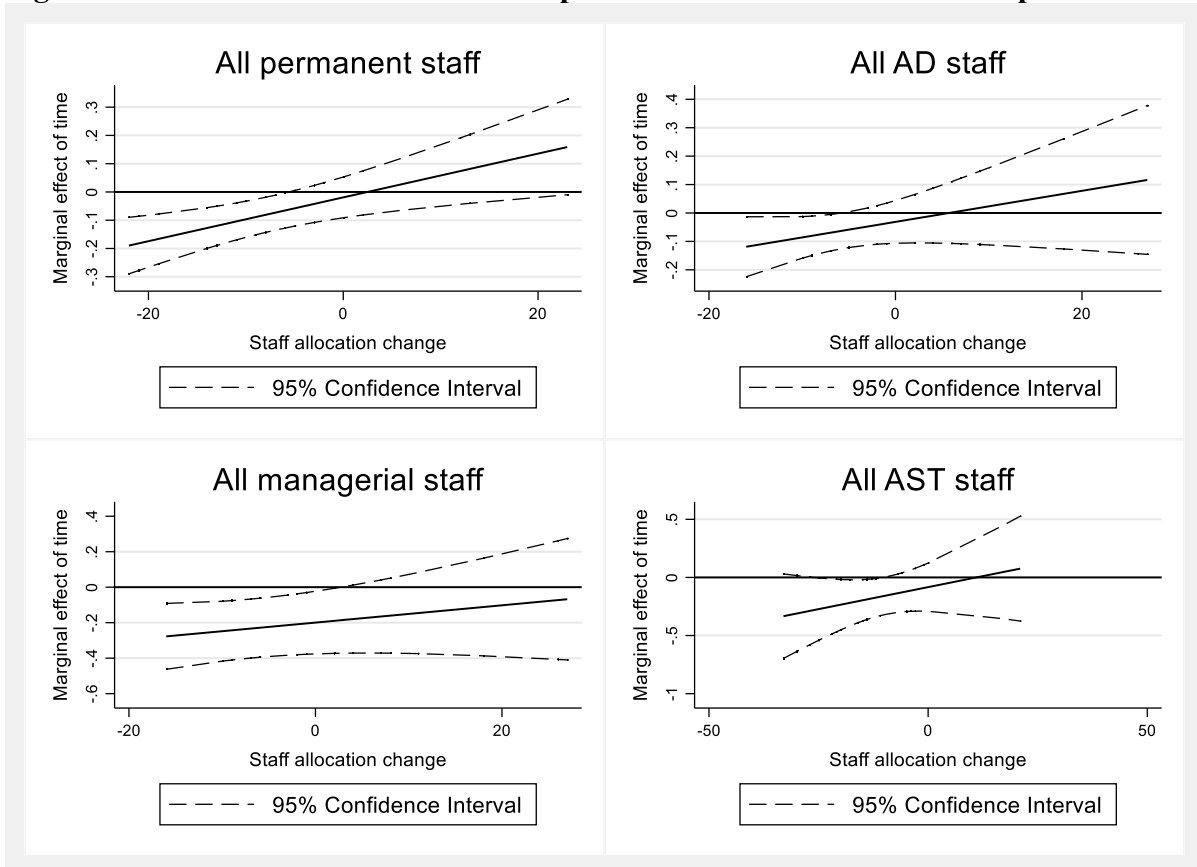 All permanent staff
Marginal effect of time
.3
.2
.1
0
-.1
-.2
-.3
-20
0
20
Staff allocation change
95% Confidence Interval
All AD staff
Marginal effect of time
.4
.3
.2
.1
0
-.1
-.2
-20
0
20
Staff allocation change
95% Confidence Interval
All managerial staff
Marginal effect of time
.4
.2
0
-.2
-.4
-.6
-20
0
20
Staff allocation change
95% Confidence Interval
All AST staff
Marginal effect of time
.5
0
-.5
-1
-50
0
50
Staff allocation change
95% Confidence Interval